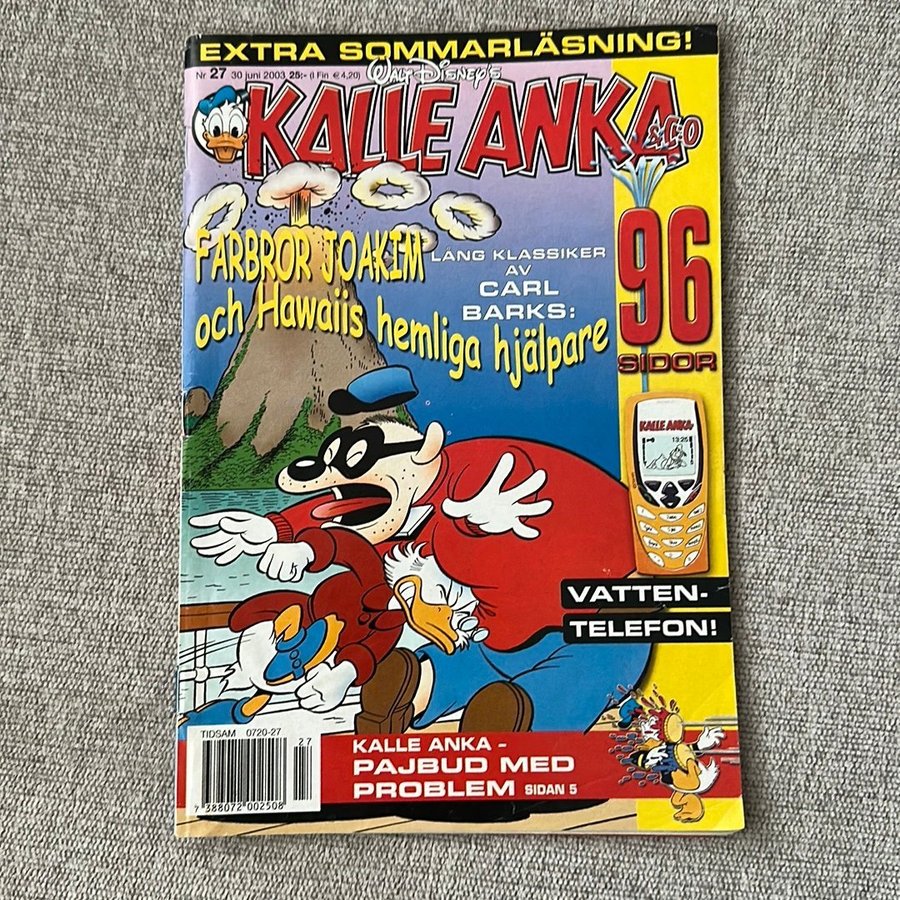 EXTRA SOMMARLÄSNING!
Nr 27 30 juni 2003 25:- (I Fin €4,20)
WALT DISNEY'S
KALLE ANKA
& C:O
FARBROR JOAKIM
och Hawaiis hemliga hjälpare
LÅNG KLASSIKER
AV
CARL
BARKS:
96
SIDOR
KALLE ANKA
13:25
VATTEN-
TELEFON!
TIDSAM 0720-27
27
7 388072 002508
KALLE ANKA -
PAJBUD MED
PROBLEM SIDAN 5